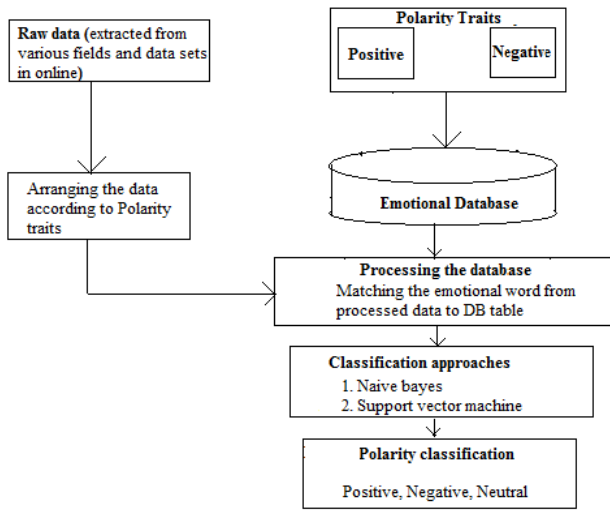 Raw data (extracted from
various fields and data sets
in online)
Polarity Traits
Positive
Negative
Arranging the data
according to Polarity
traits
Emotional Database
Processing the database
Matching the emotional word from
processed data to DB table
Classification approaches
1. Naive bayes
2. Support vector machine
Polarity classification
Positive, Negative, Neutral